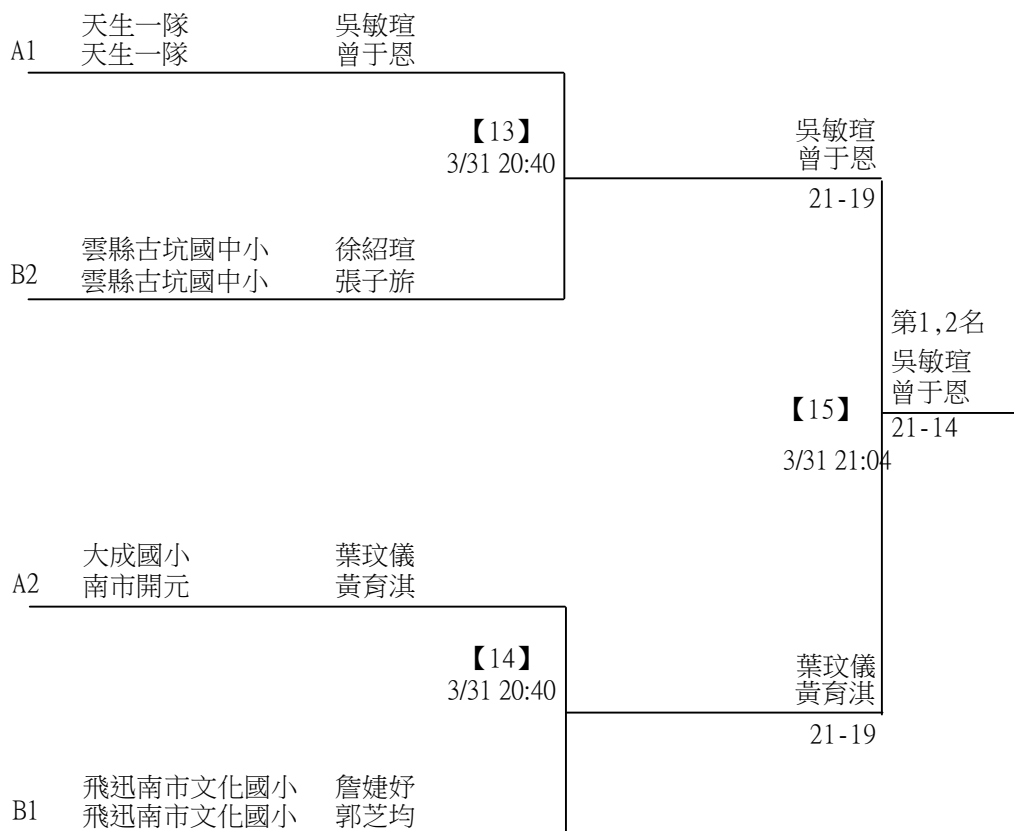 天生一隊 吳敏瑄
A1 天生一隊 曾于恩
【13】
3/31 20:40
吳敏瑄
曾于恩
21-19
雲縣古坑國中小 徐紹瑄
B2 雲縣古坑國中小 張子旂
第1,2名
吳敏瑄
曾于恩
【15】
21-14
3/31 21:04
大成國小 葉玟儀
A2 南市開元 黃育淇
【14】
3/31 20:40
葉玟儀
黃育淇
21-19
飛迅南市文化國小 詹婕妤
B1 飛迅南市文化國小 郭芝均